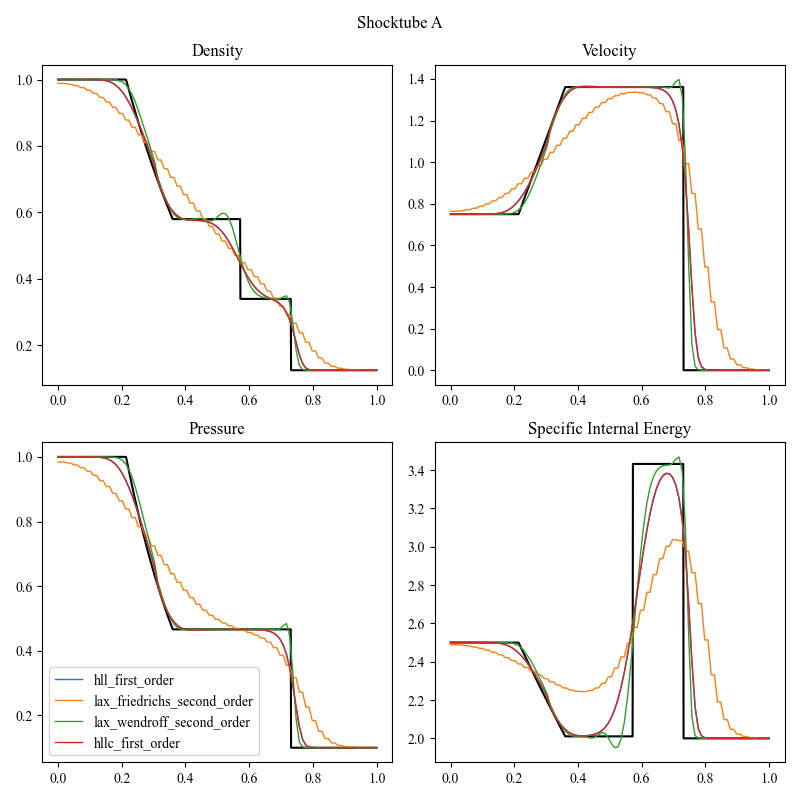 Shocktube A
Density
1.0
0.8
0.6
0.4
0.2
0.0 0.2 0.4 0.6 0.8 1.0
Velocity
1.4
1.2
1.0
0.8
0.6
0.4
0.2
0.0
0.0 0.2 0.4 0.6 0.8 1.0
Pressure
1.0
0.8
0.6
0.4
0.2
hll_first_order
lax_friedrichs_second_order
lax_wendroff_second_order
hllc_first_order
0.0 0.2 0.4 0.6 0.8 1.0
Specific Internal Energy
3.4
3.2
3.0
2.8
2.6
2.4
2.2
2.0
0.0 0.2 0.4 0.6 0.8 1.0